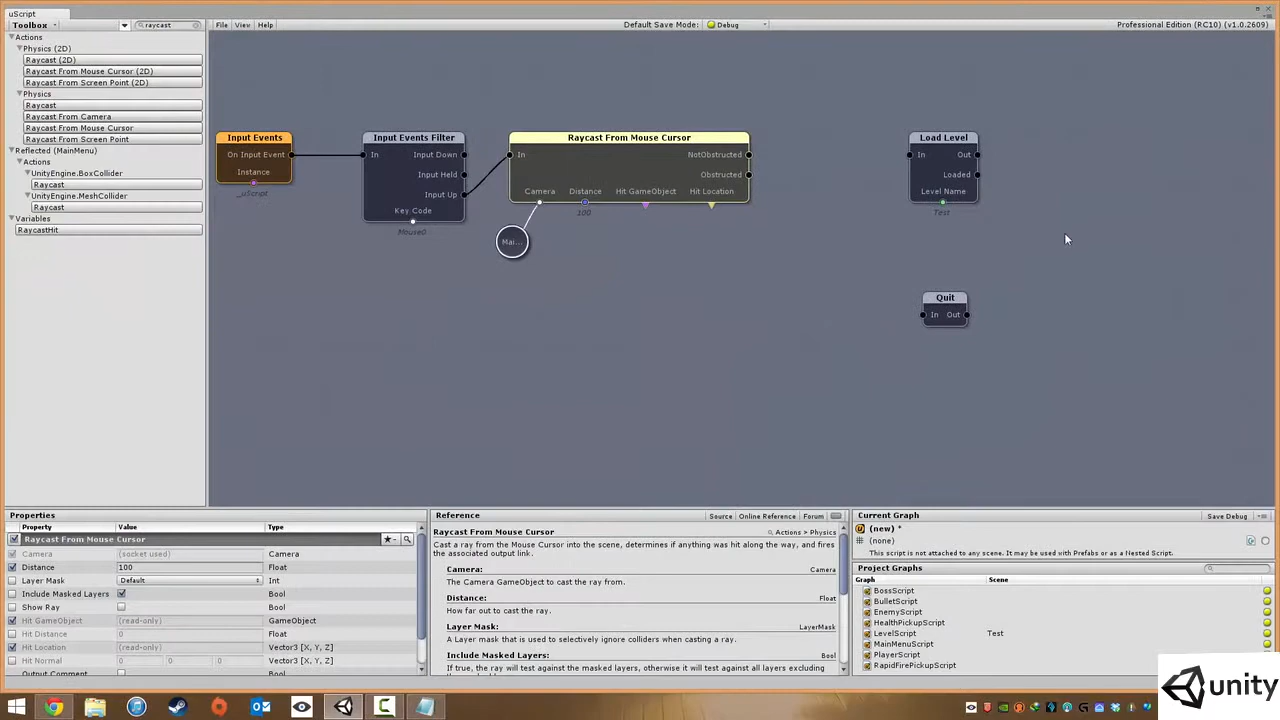 uScript
Toolbox
raycast
File View Help
Default Save Mode: Debug
Professional Edition (RC10) (v1.0.2609)
Actions
Physics (2D)
Raycast (2D)
Raycast From Mouse Cursor (2D)
Raycast From Screen Point (2D)
Physics
Raycast
Raycast From Camera
Raycast From Mouse Cursor
Raycast From Screen Point
Reflected (MainMenu)
Actions
UnityEngine.BoxCollider
Raycast
UnityEngine.MeshCollider
Raycast
Variables
RaycastHit
Input Events
On Input Event
Instance
_uScript
Input Events Filter
In Input Down
Input Held
Input Up
Key Code
Mouse0
Raycast From Mouse Cursor
In NotObstructed
Obstructed
Camera Distance Hit GameObject Hit Location
100
Mai...
Load Level
In Out
Loaded
Level Name
Test
Quit
In Out
Properties
Property Value Type
Raycast From Mouse Cursor
Camera (socket used) Camera
Distance 100 Float
Layer Mask Default Int
Include Masked Layers Bool
Show Ray Bool
Hit GameObject (read-only) GameObject
Hit Distance 0 Float
Hit Location (read-only) Vector3 [X, Y, Z]
Hit Normal 0 0 0 Vector3 [X, Y, Z]
Output Comment Bool
Reference Source Online Reference Forum
Raycast From Mouse Cursor Actions > Physics
Cast a ray from the Mouse Cursor into the scene, determines if anything was hit along the way, and fires
the associated output link.
Camera: Camera
The Camera GameObject to cast the ray from.
Distance: Float
How far out to cast the ray.
Layer Mask: LayerMask
A Layer mask that is used to selectively ignore colliders when casting a ray.
Include Masked Layers: Bool
If true, the ray will test against the masked layers, otherwise it will test against all layers excluding
Current Graph Save Debug
(new) *
(none)
This script is not attached to any scene. It may be used with Prefabs or as a Nested Script.
Project Graphs
Graph Scene
BossScript
BulletScript
EnemyScript
HealthPickupScript
LevelScript Test
MainMenuScript
PlayerScript
RapidFirePickupScript
unity